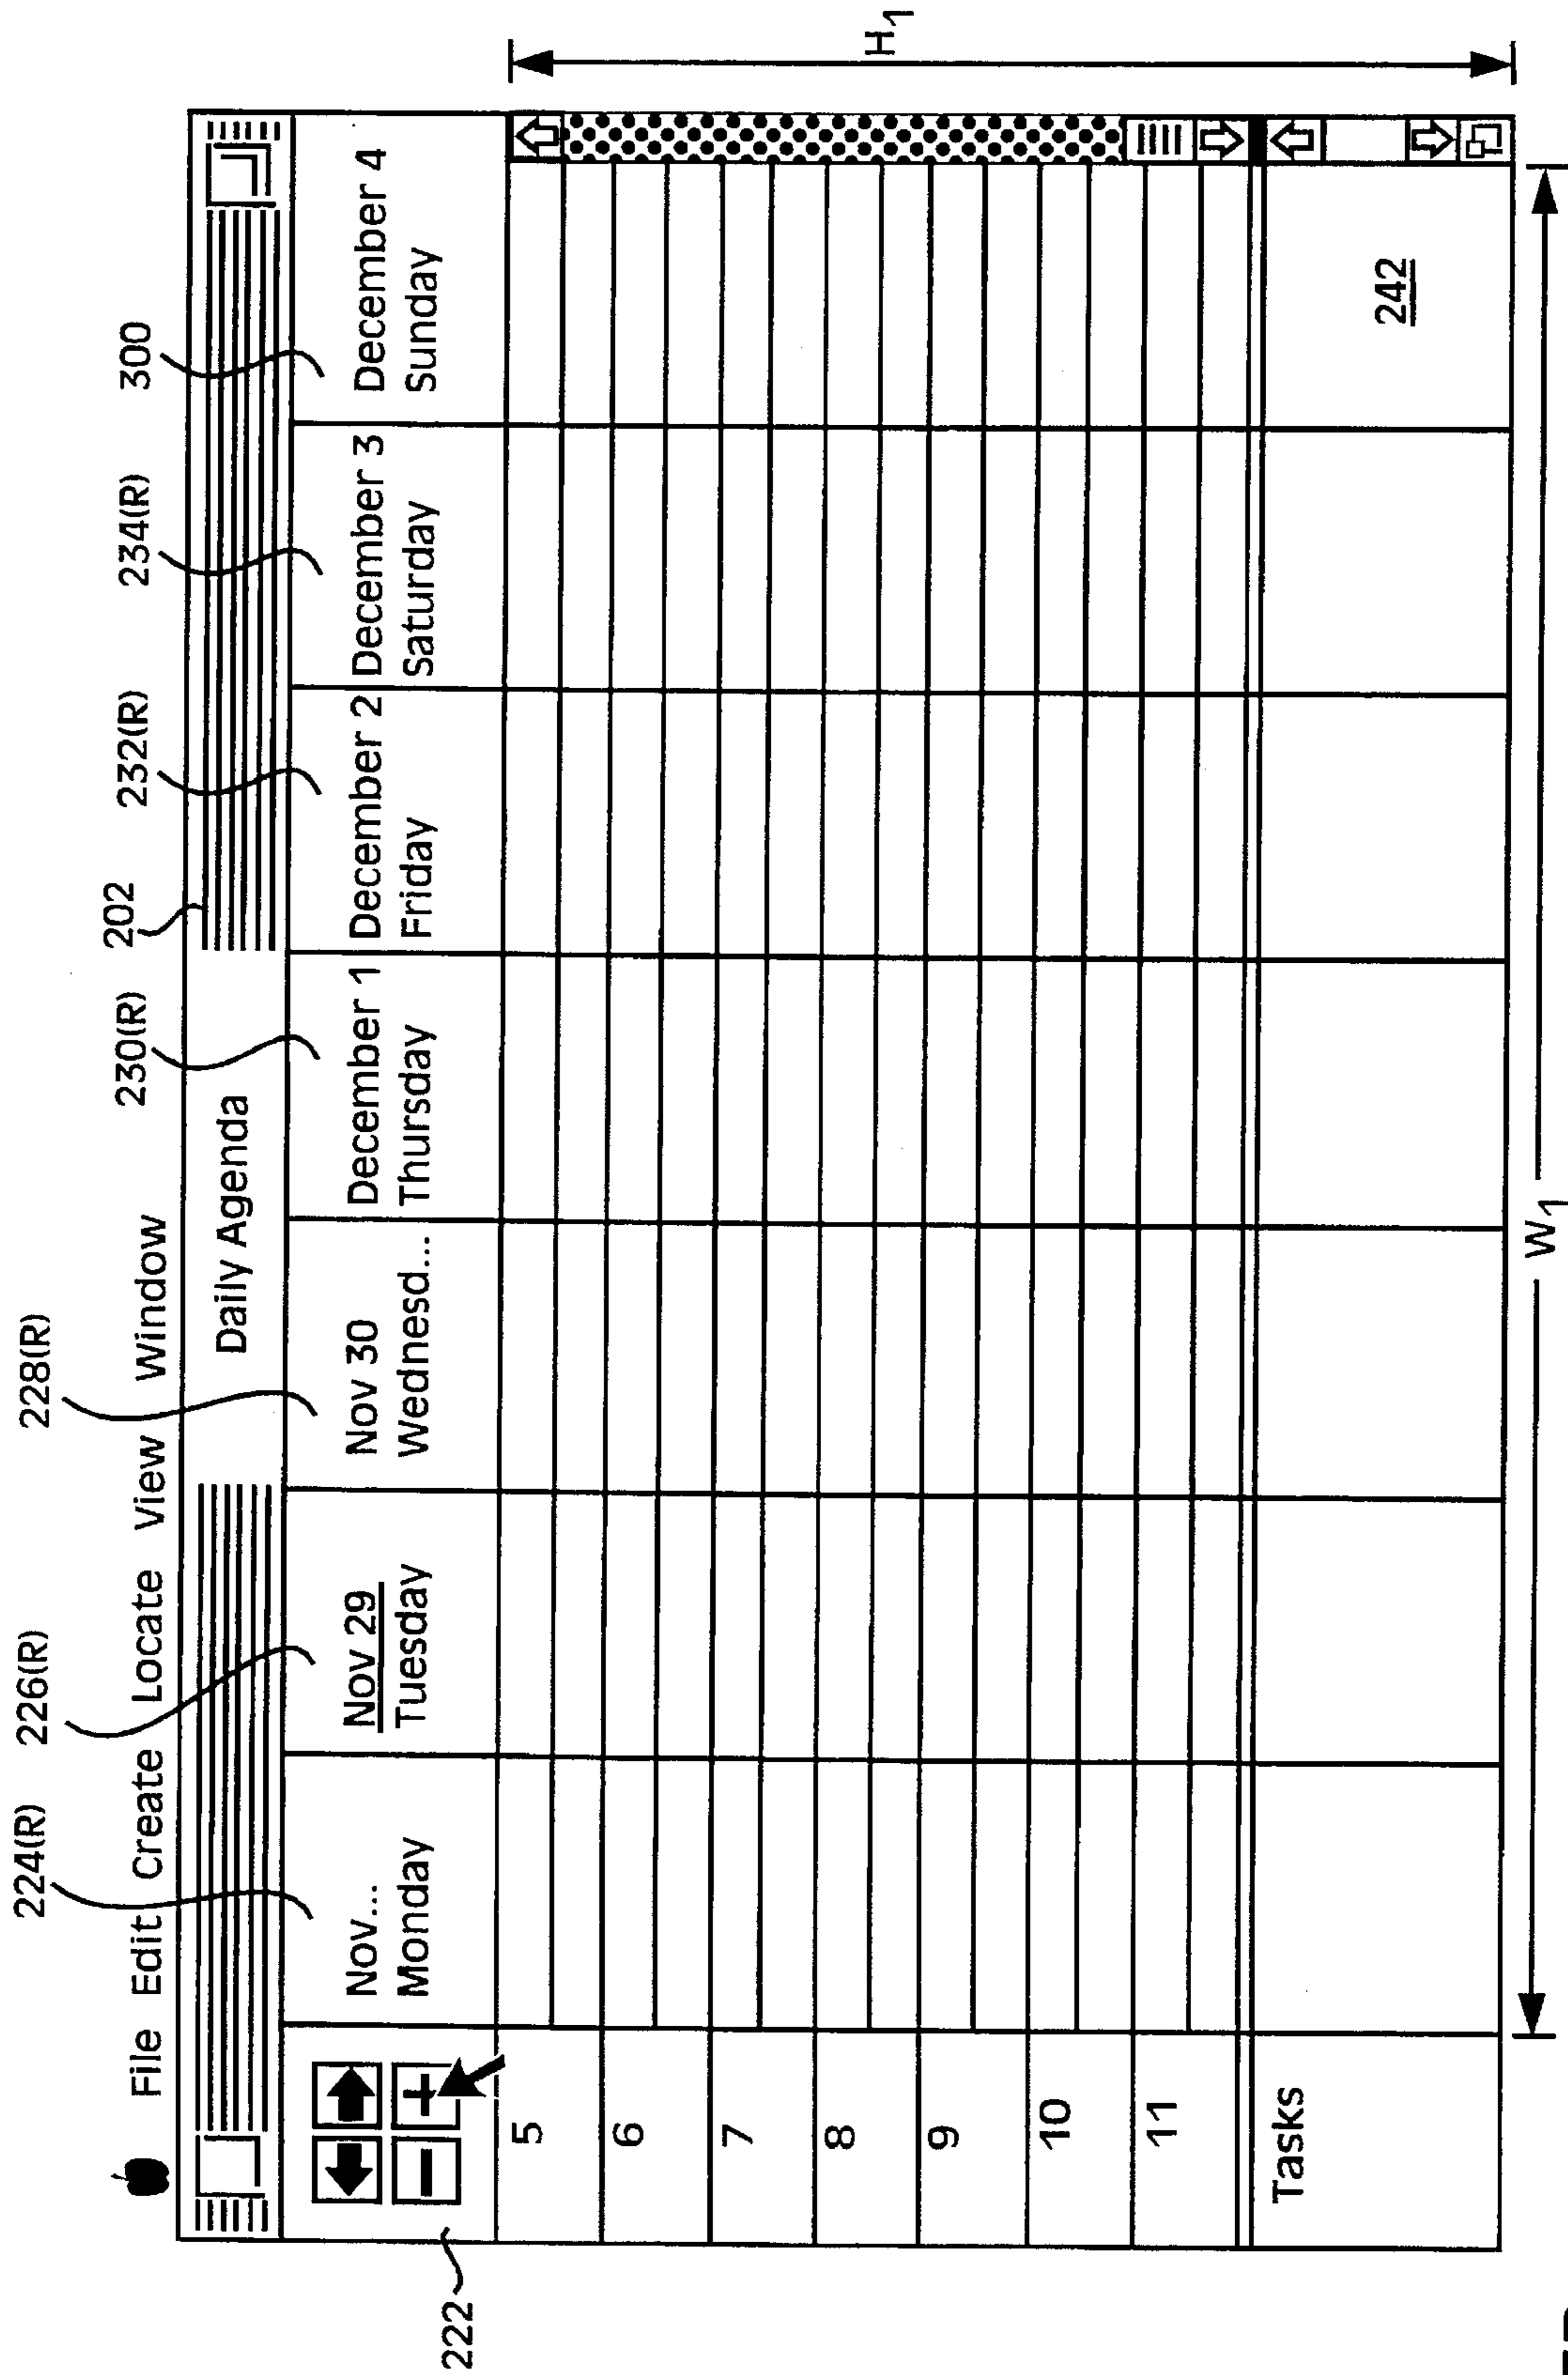 224(R) 226(R) 228(R) 230(R) 202 232(R) 234(R) 300
File Edit Create Locate View Window
Daily Agenda
Nov... Nov 29 Nov 30 December 1 December 2 December 3 December 4
Monday Tuesday Wednesd... Thursday Friday Saturday Sunday
222
5
6
7
8
9
10
11
Tasks
242
H1
W1